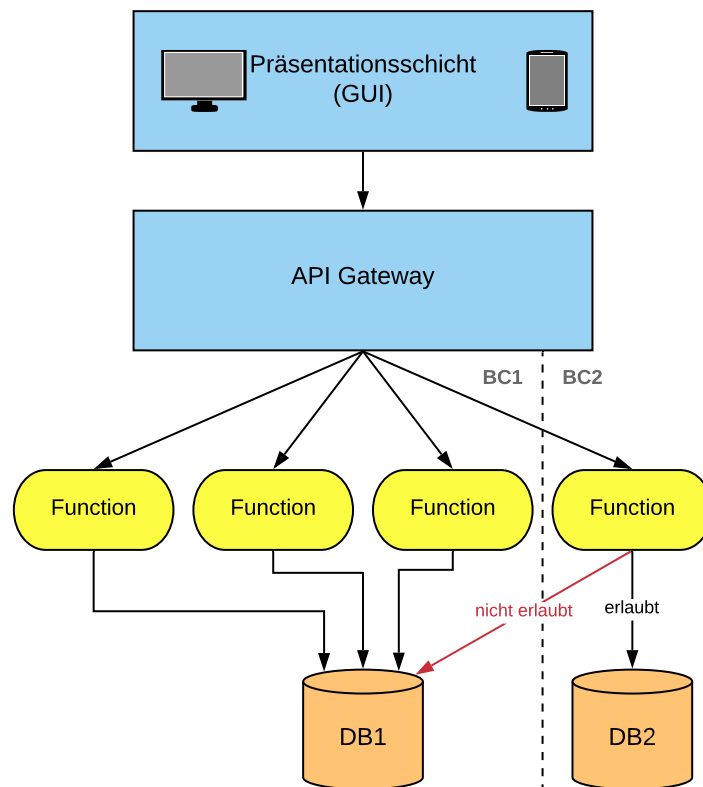 Präsentationsschicht
(GUI)
API Gateway
BC1
BC2
Function
Function
Function
Function
nicht erlaubt
erlaubt
DB1
DB2